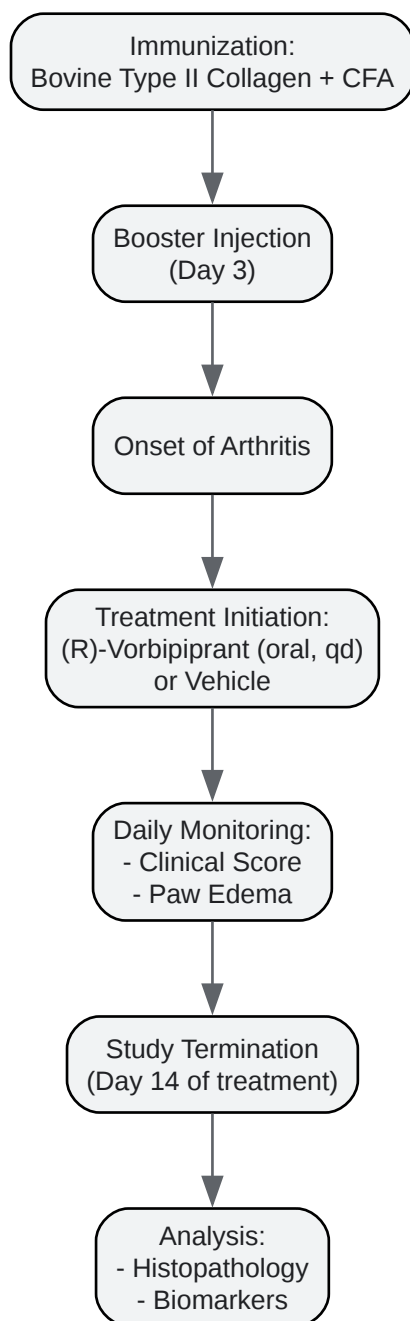 Immunization:
Bovine Type II Collagen + CFA
Booster Injection
(Day 3)
Onset of Arthritis
Treatment Initiation:
(R)-Vorbipiprant (oral, qd)
or Vehicle
Daily Monitoring:
- Clinical Score
- Paw Edema
Study Termination
(Day 14 of treatment)
Analysis:
- Histopathology
- Biomarkers